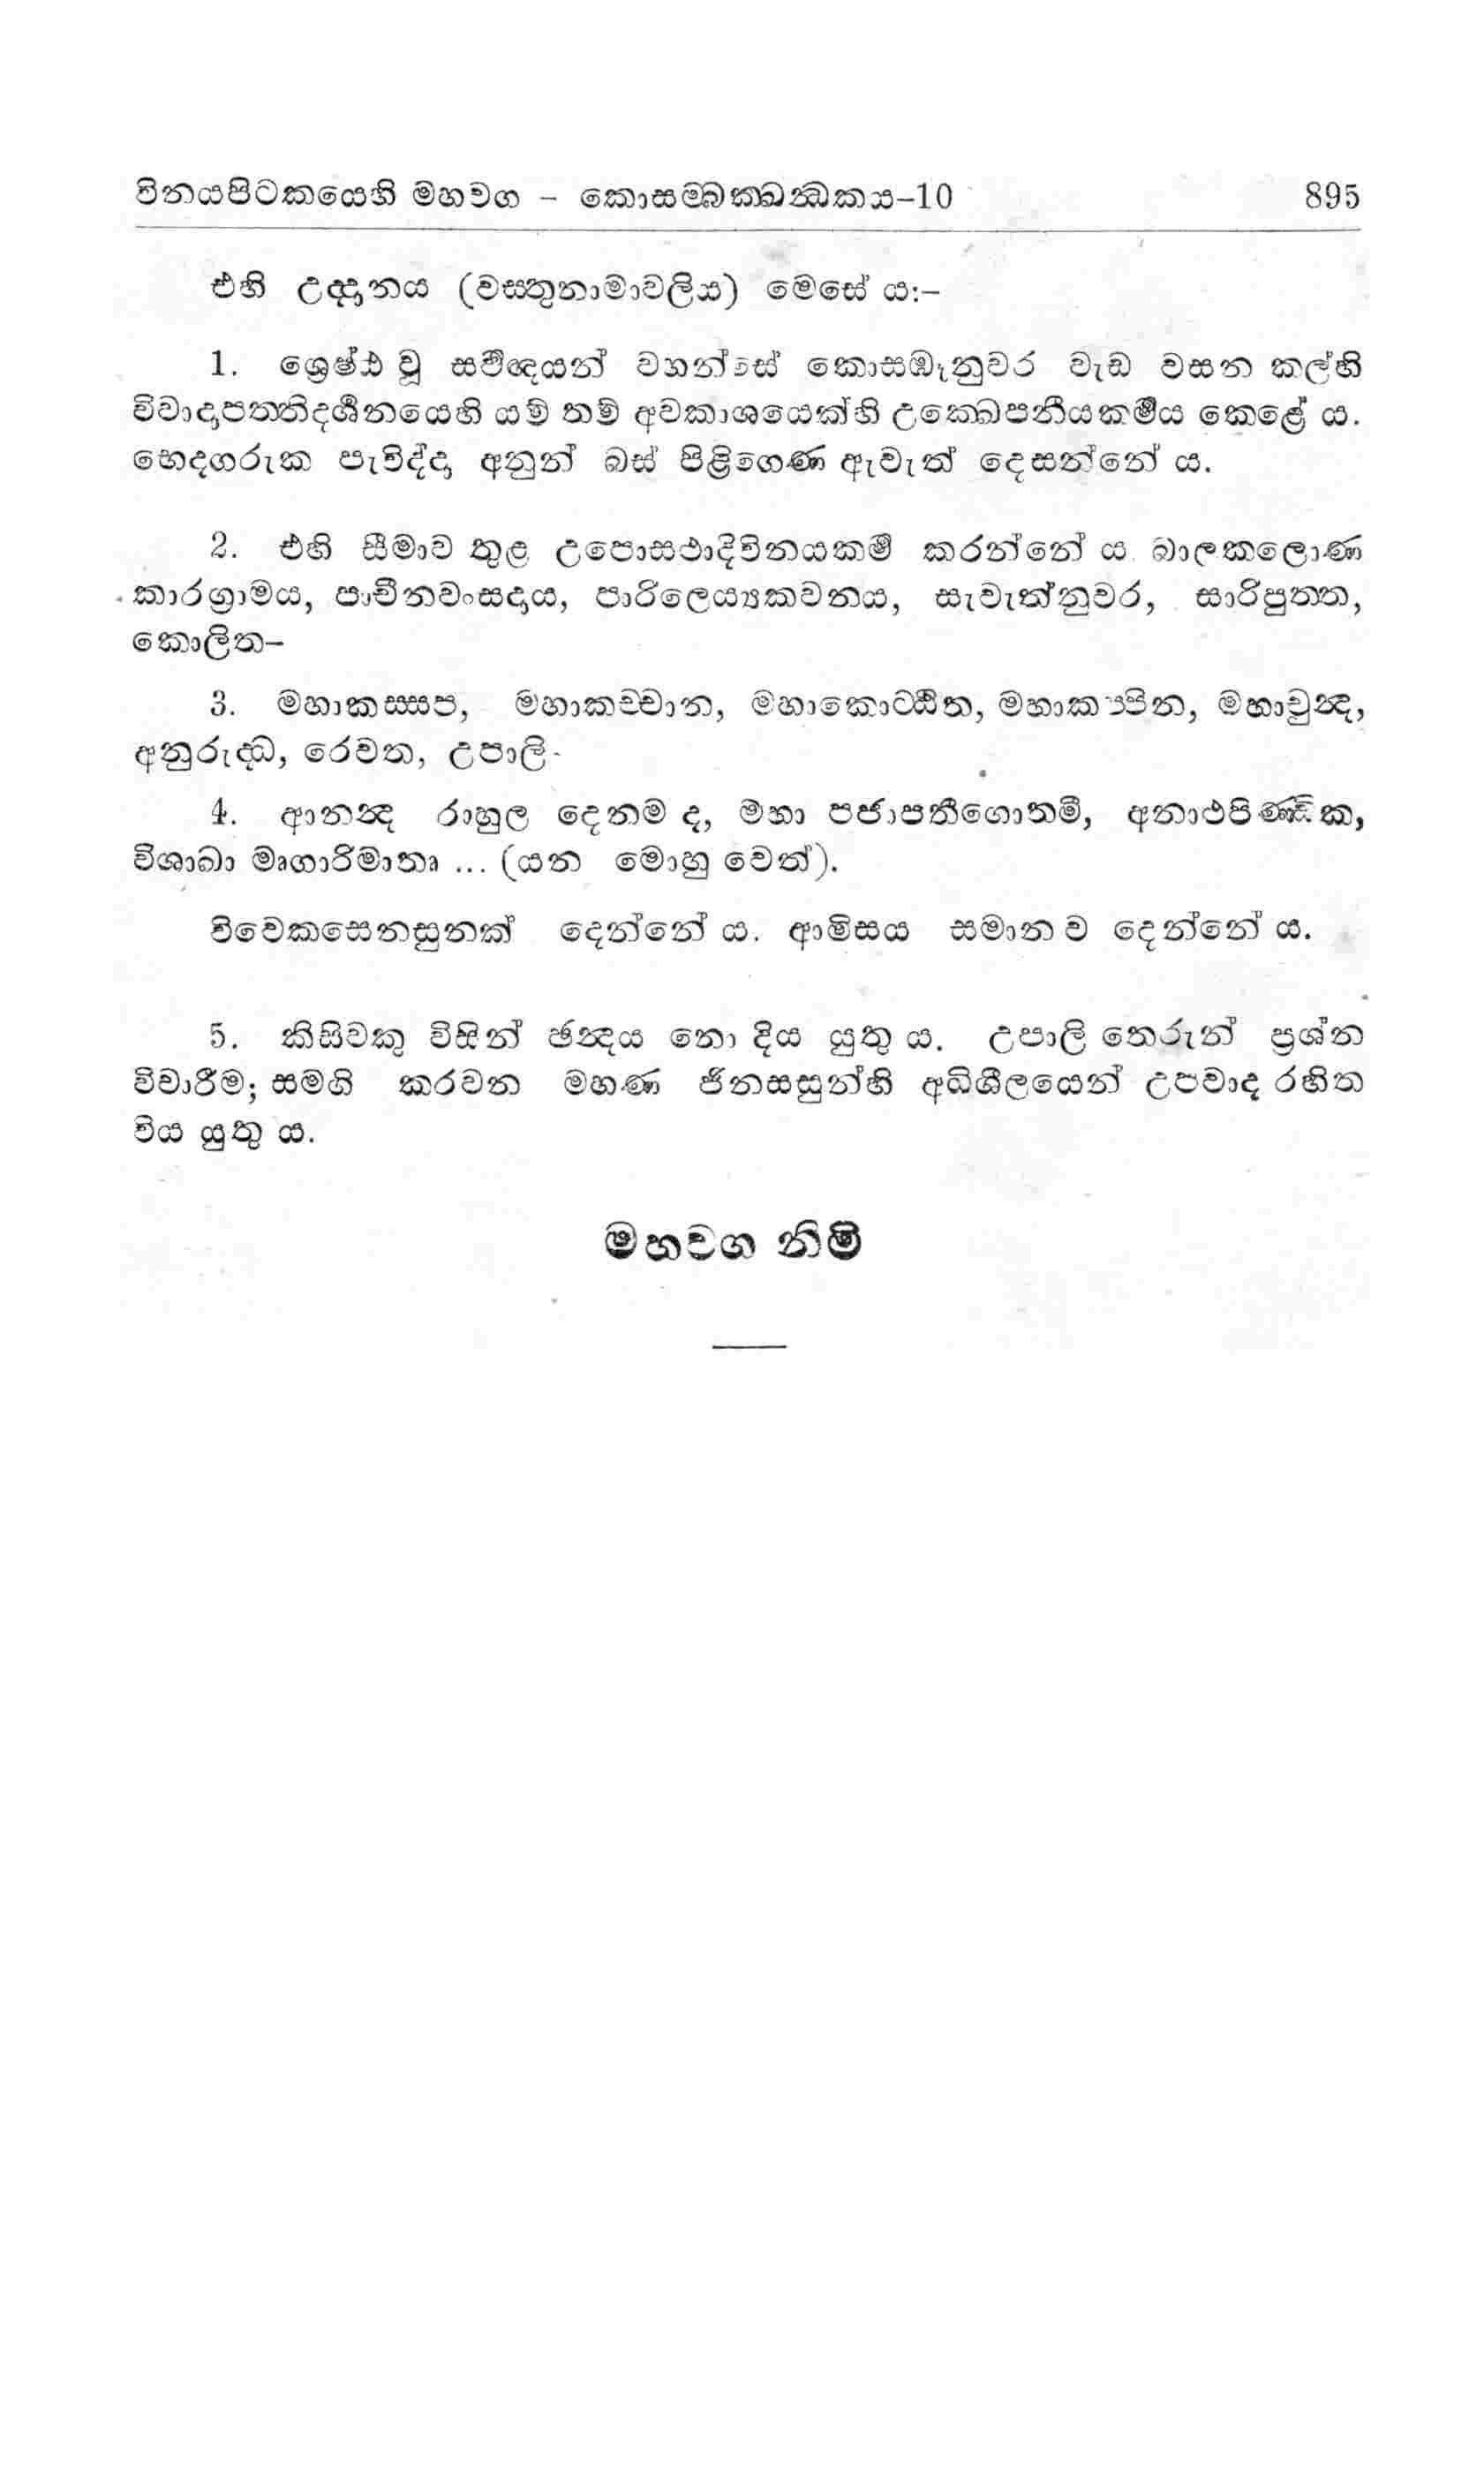 විනයපිටකයෙහි මහවග – කොසම්බක්ඛන්ධකය–10 895
එහි උද්දානය (වස්තුනාමාවලිය) මෙසේ ය:–
1. ශ්‍රෙෂ්ඨ වූ සර්වඥයන් වහන්සේ කොසඹෑනුවර වැඩ වසන කල්හි
විවාදාපත්තිදර්ශනයෙහි යම් තම් අවකාශයෙක්හි උක්ඛෙපනීයකර්මය කෙළේ ය.
භෙදගරුක පැවිද්දා අනුන් බස් පිළිගෙණ ඇවැත් දෙසන්නේ ය.
2. එහි සීමාව තුළ උපොසථාදිවිනයකර්ම කරන්නේ ය. බාලකලොණ
කාරග්‍රාමය, පාචීනවංසදාය, පාරිලෙය්‍යකවනය, සැවැත්නුවර, සාරිපුත්ත,
කොලිත–
3. මහාකස්සප, මහාකච්චාන, මහාකොට්ඨිත, මහාකප්පින, මහාචුන්ද,
අනුරුද්ධ, රේවත, උපාලි-
4. ආනන්ද රාහුල දෙනම ද, මහා පජාපතීගොතමී, අනාථපිණ්ඩික,
විශාඛා මෘගාරිමාතෘ ... (යන මොහු වෙත්).
විවෙකසෙනසුනක් දෙන්නේ ය. ආමිසය සමාන ව දෙන්නේ ය.
5. කිසිවකු විසින් ඡන්දය නො දිය යුතු ය. උපාලි තෙරුන් ප්‍රශ්න
විචාරීම; සමගි කරවන මහණ ජිනසසුන්හි අධිශීලයෙන් උපවාද රහිත
විය යුතු ය.
මහවග නිමි